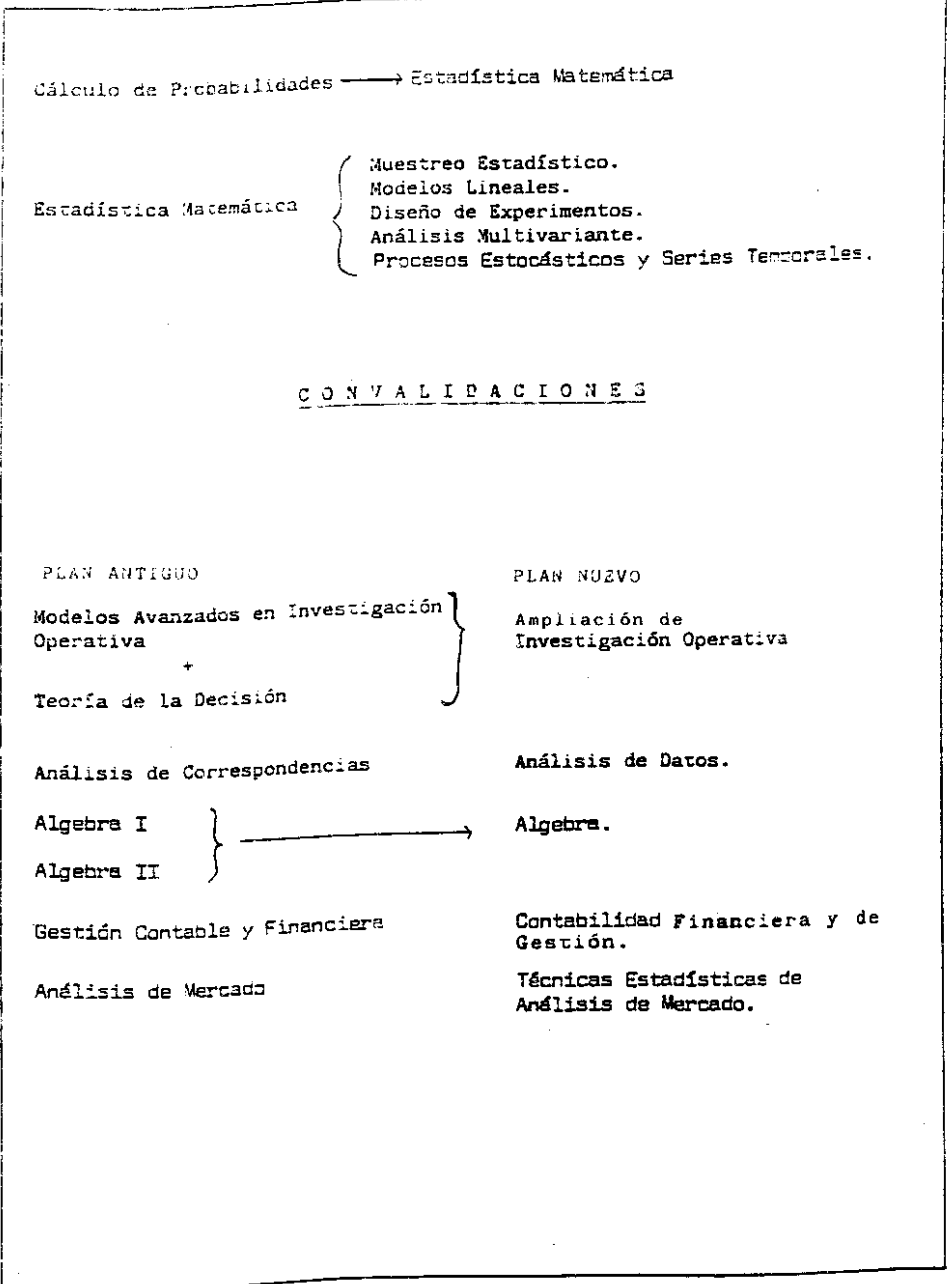 Cálculo de Probabilidades → Estadística Matemática
Estadística Matemática
Muestreo Estadístico.
Modelos Lineales.
Diseño de Experimentos.
Análisis Multivariante.
Procesos Estocásticos y Series Temporales.
CONVALIDACIONES
PLAN ANTIGUO
PLAN NUEVO
Modelos Avanzados en Investigación
Operativa
+
Teoría de la Decisión
Ampliación de
Investigación Operativa
Análisis de Correspondencias
Análisis de Datos.
Algebra I
Algebra II
→
Algebra.
Gestión Contable y Financiera
Contabilidad Financiera y de
Gestión.
Análisis de Mercado
Técnicas Estadísticas de
Análisis de Mercado.